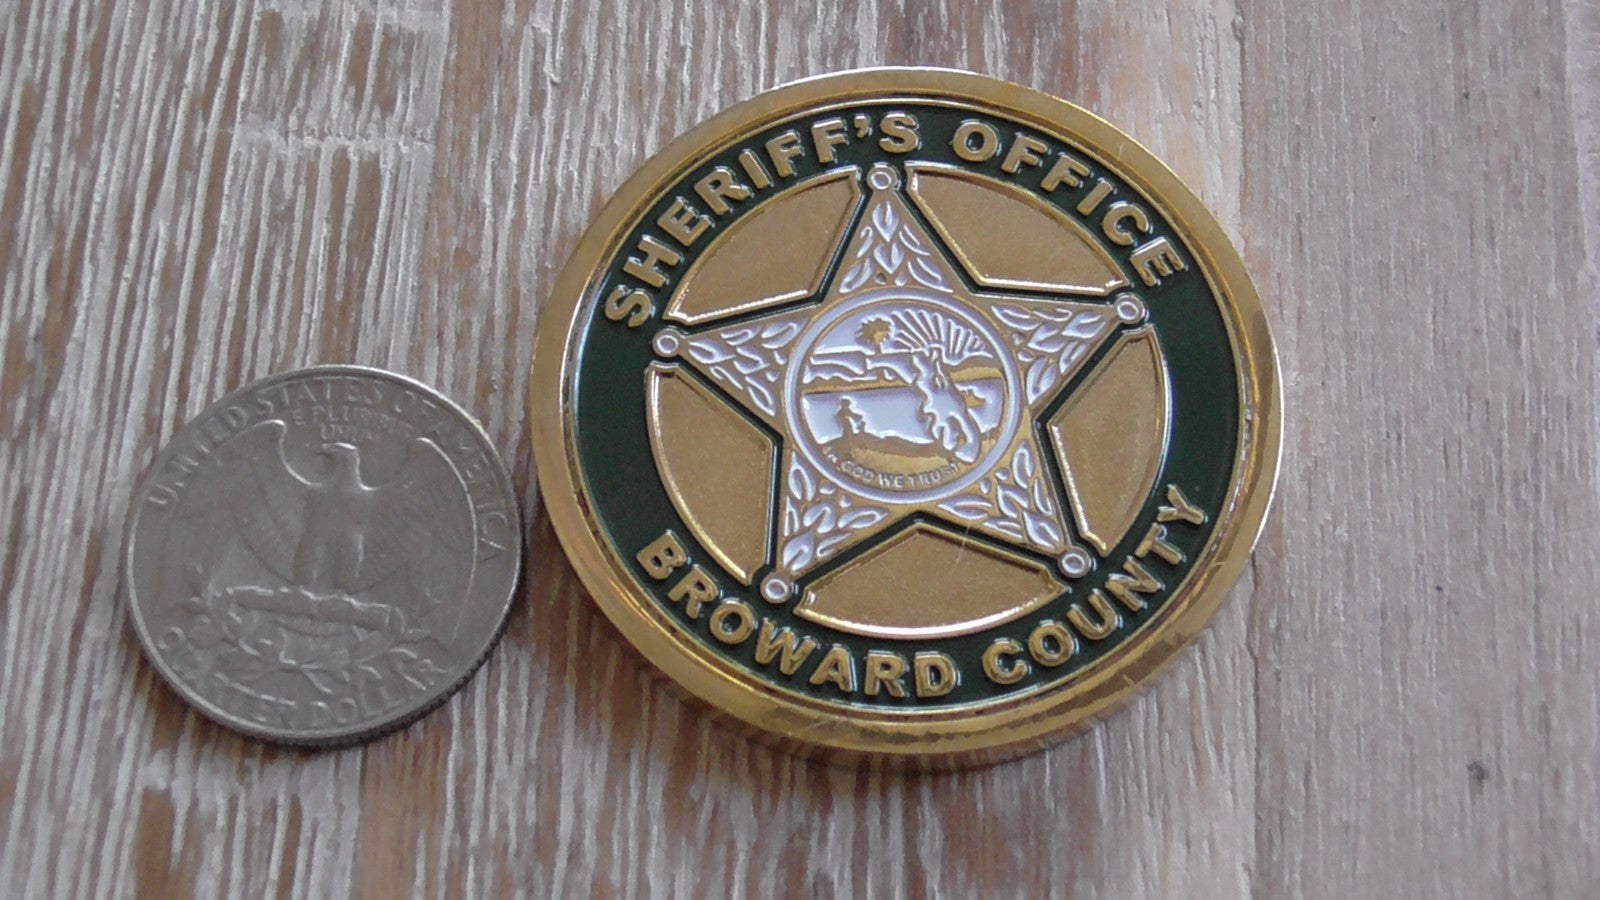 UNITED STATES OF AMERICA
E PLURIBUS
UNUM
QUARTER DOLLAR
SHERIFF'S OFFICE
IN GOD WE TRUST
BROWARD COUNTY